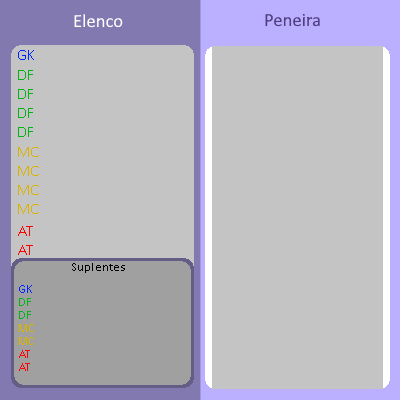 Elenco
Peneira
GK
DF
DF
DF
DF
MC
MC
MC
MC
AT
AT
Suplentes
GK
DF
DF
MC
MC
AT
AT